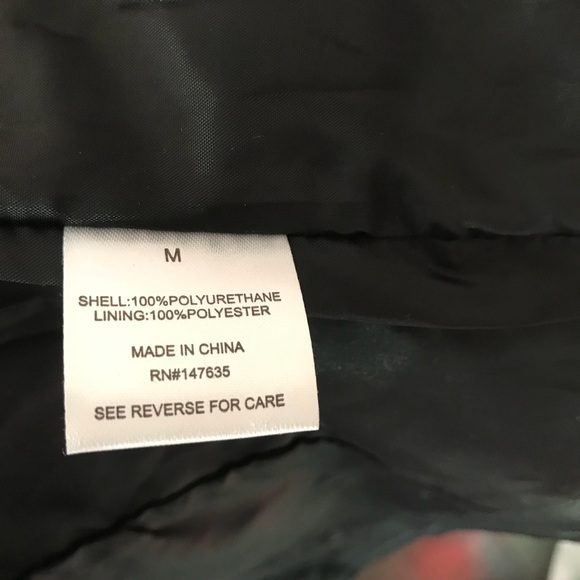 M
SHELL:100%POLYURETHANE
LINING:100%POLYESTER
MADE IN CHINA
RN#147635
SEE REVERSE FOR CARE